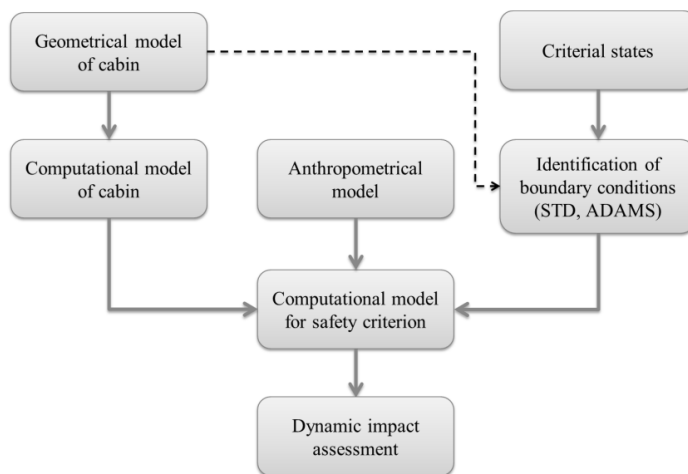 Geometrical model
of cabin
Criterial states
Computational model
of cabin
Anthropometrical
model
Identification of
boundary conditions
(STD, ADAMS)
Computational model
for safety criterion
Dynamic impact
assessment